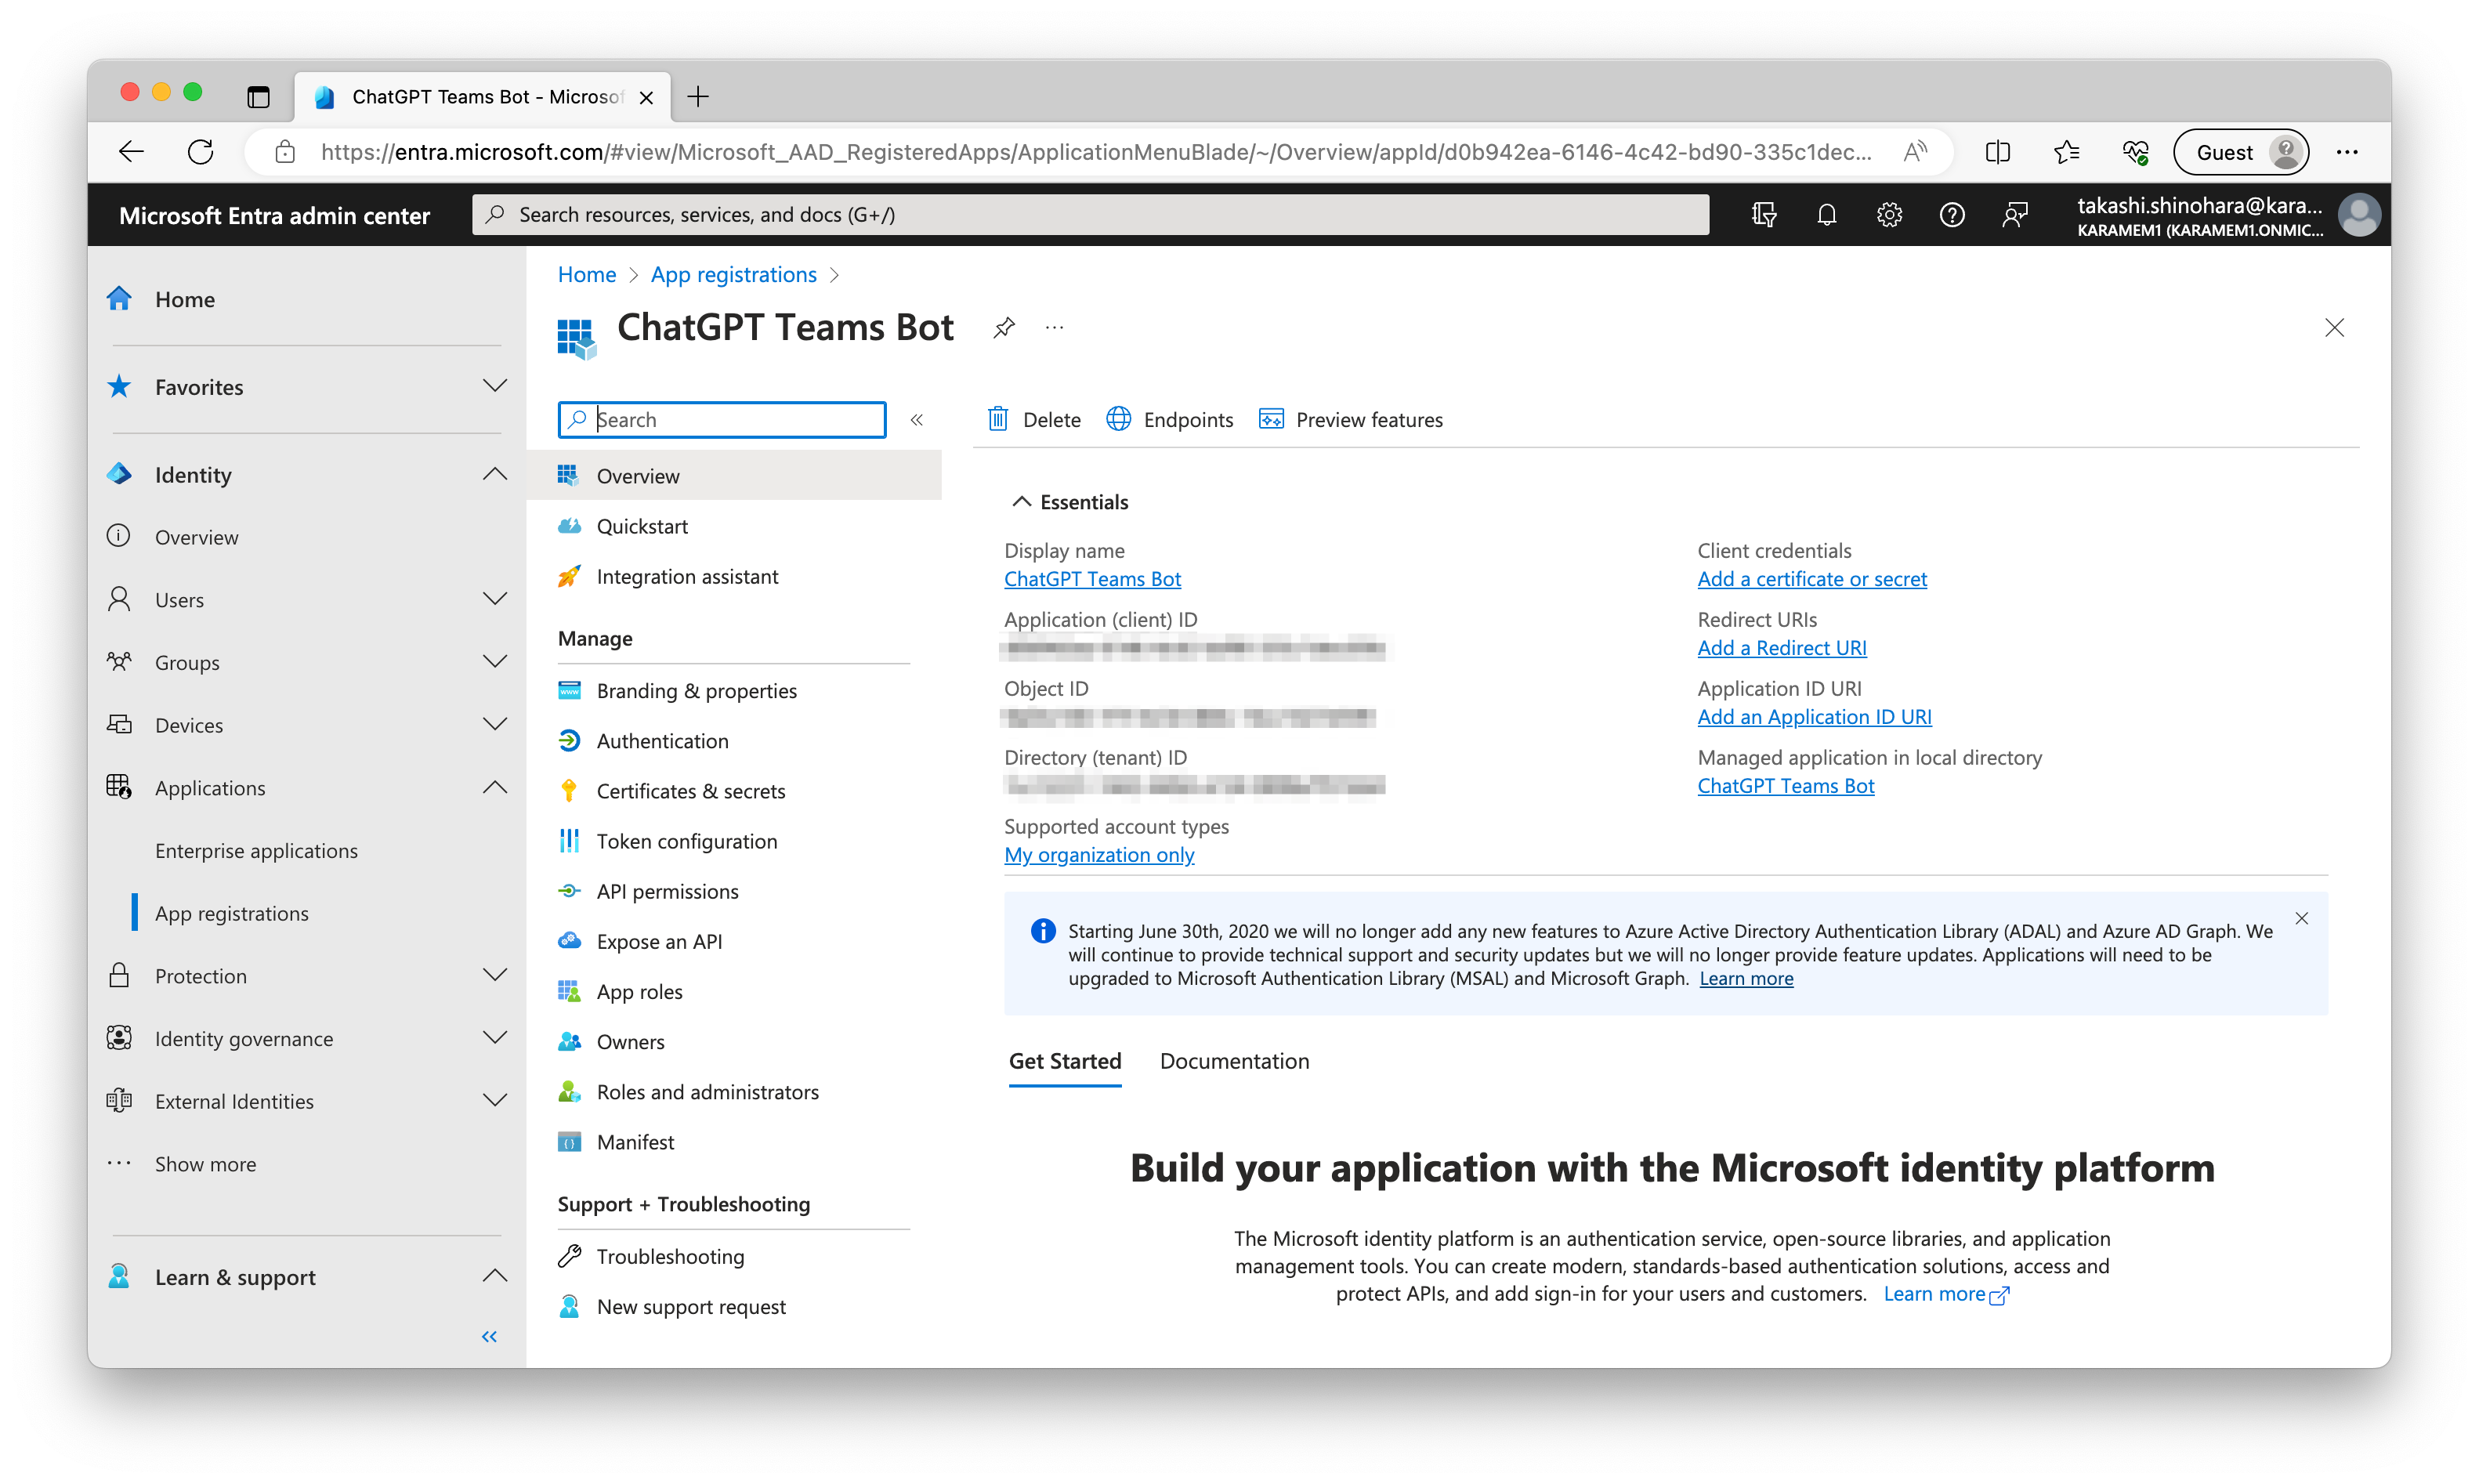 ChatGPT Teams Bot - Microsof
https://entra.microsoft.com/#view/Microsoft_AAD_RegisteredApps/ApplicationMenuBlade/~/Overview/appId/d0b942ea-6146-4c42-bd90-335c1dec...
Guest
Microsoft Entra admin center
Search resources, services, and docs (G+/)
takashi.shinohara@kara...
KARAMEM1 (KARAMEM1.ONMIC...
Home
Favorites
Identity
Overview
Users
Groups
Devices
Applications
Enterprise applications
App registrations
Protection
Identity governance
External Identities
Show more
Learn & support
Home > App registrations >
ChatGPT Teams Bot
Search
Overview
Quickstart
Integration assistant
Manage
Branding & properties
Authentication
Certificates & secrets
Token configuration
API permissions
Expose an API
App roles
Owners
Roles and administrators
Manifest
Support + Troubleshooting
Troubleshooting
New support request
Delete
Endpoints
Preview features
Essentials
Display name
ChatGPT Teams Bot
Application (client) ID
Object ID
Directory (tenant) ID
Supported account types
My organization only
Client credentials
Add a certificate or secret
Redirect URIs
Add a Redirect URI
Application ID URI
Add an Application ID URI
Managed application in local directory
ChatGPT Teams Bot
Starting June 30th, 2020 we will no longer add any new features to Azure Active Directory Authentication Library (ADAL) and Azure AD Graph. We
will continue to provide technical support and security updates but we will no longer provide feature updates. Applications will need to be
upgraded to Microsoft Authentication Library (MSAL) and Microsoft Graph. Learn more
Get Started
Documentation
Build your application with the Microsoft identity platform
The Microsoft identity platform is an authentication service, open-source libraries, and application
management tools. You can create modern, standards-based authentication solutions, access and
protect APIs, and add sign-in for your users and customers. Learn more